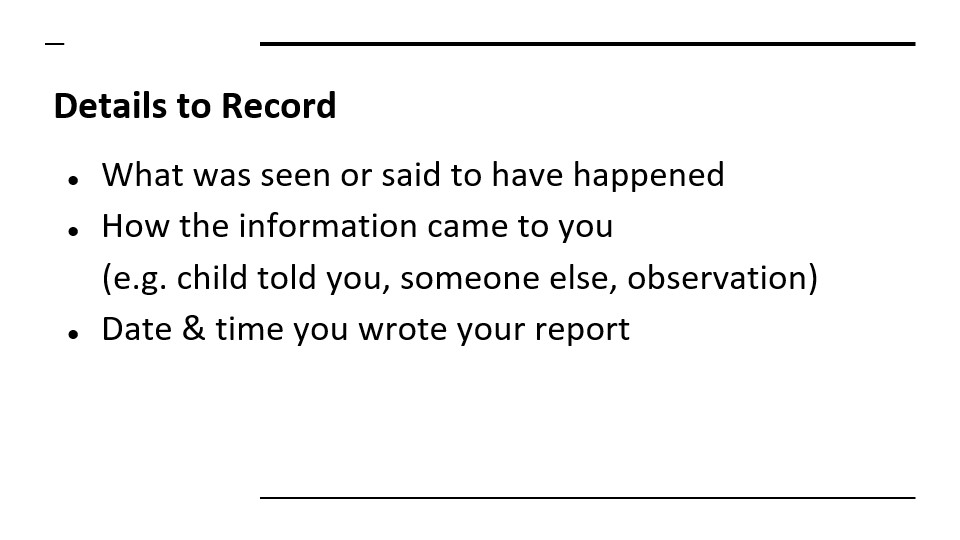 Details to Record
• What was seen or said to have happened
• How the information came to you
(e.g. child told you, someone else, observation)
• Date & time you wrote your report